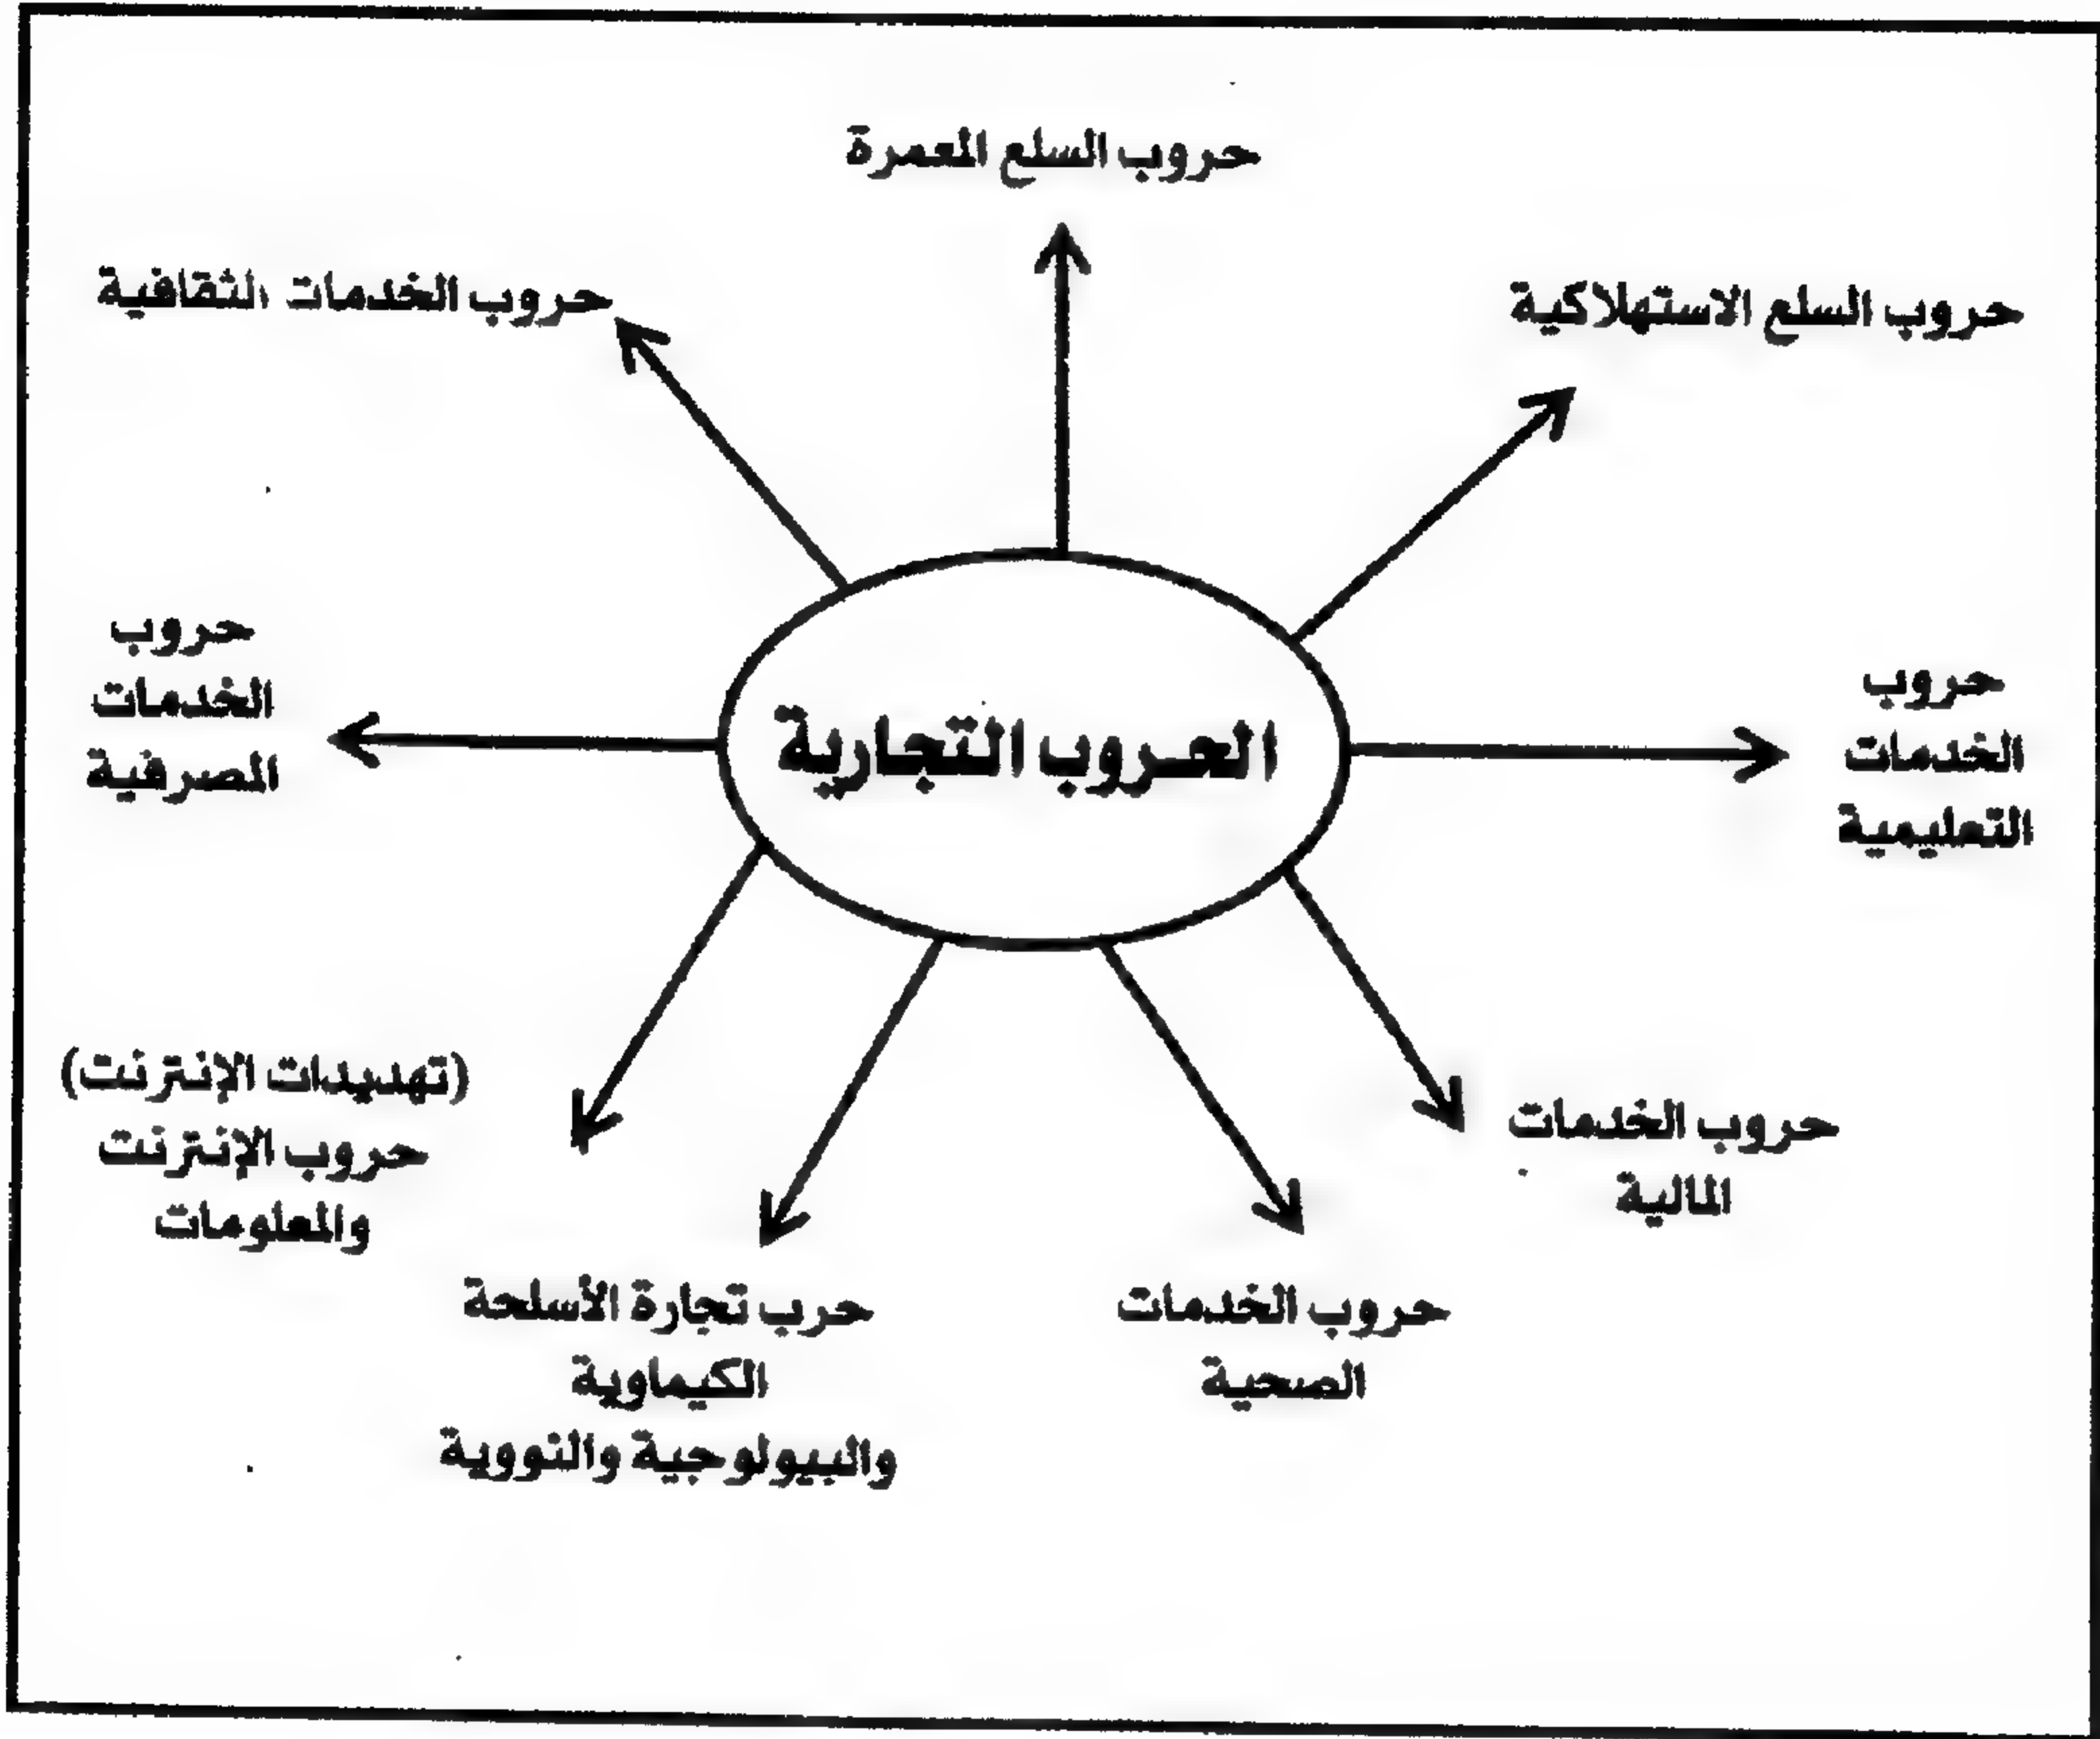 حروب السلع المعمرة
حروب السلع الاستهلاكية
حروب الخدمات الثقافية
حروب
الخدمات
التعليمية
الحروب التجارية
حروب
الخدمات
المصرفية
حروب الخدمات
المالية
(تهديدات الإنترنت)
حروب الإنترنت
والمعلومات
حروب الخدمات
الصحية
حرب تجارة الأسلحة
الكيماوية
والبيولوجية والنووية